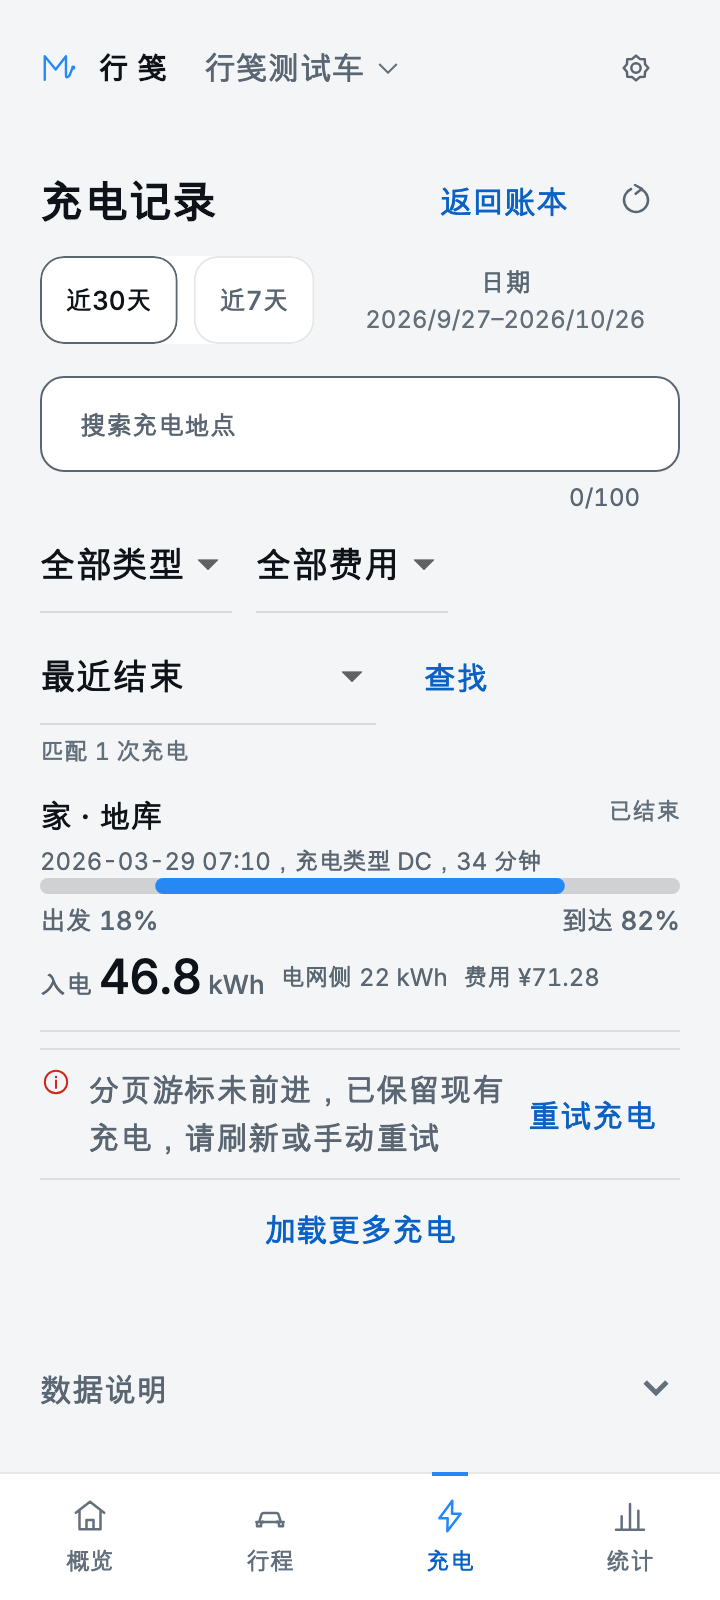 行 笺 行笺测试车
充电记录 返回账本
近30天 近7天 日期
2026/9/27–2026/10/26
搜索充电地点
0/100
全部类型 全部费用
最近结束 查找
匹配 1 次充电
家 · 地库 已结束
2026-03-29 07:10，充电类型 DC，34 分钟
出发 18% 到达 82%
入电 46.8 kWh 电网侧 22 kWh 费用 ¥71.28
分页游标未前进，已保留现有
充电，请刷新或手动重试
重试充电
加载更多充电
数据说明
概览 行程 充电 统计